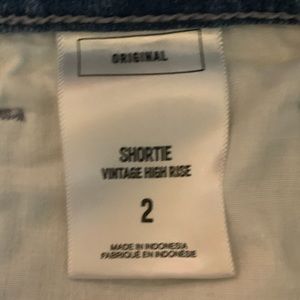 ORIGINAL
SHORTIE
VINTAGE HIGH RISE
2
MADE IN INDONESIA
FABRIQUÉ EN INDONÉSIE